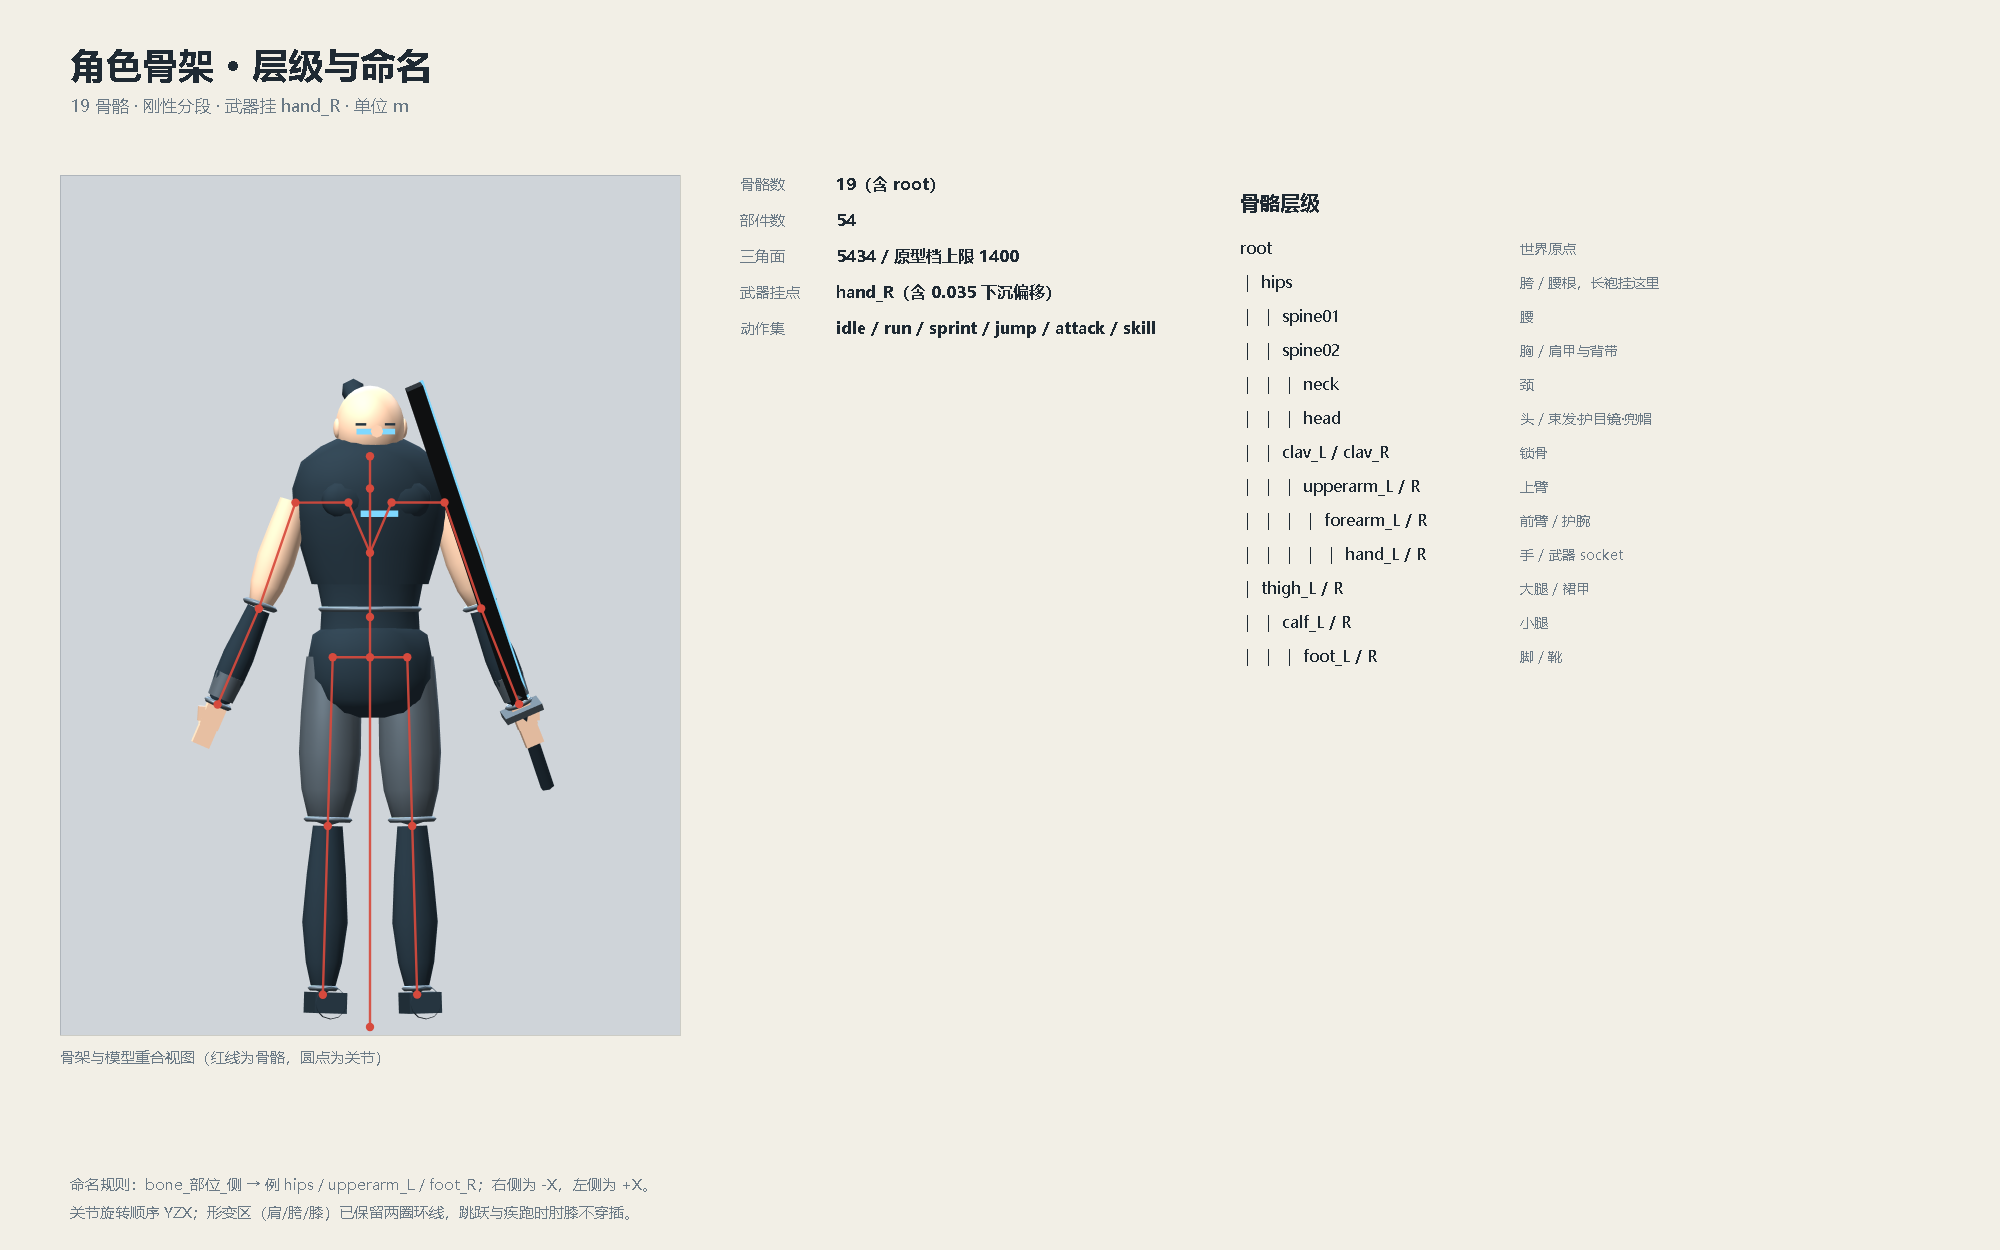 角色骨架 · 层级与命名
19 骨骼 · 刚性分段 · 武器挂 hand_R · 单位 m
骨骼数 19（含 root）
部件数 54
三角面 5434 / 原型档上限 1400
武器挂点 hand_R（含 0.035 下沉偏移）
动作集 idle / run / sprint / jump / attack / skill
骨骼层级
root 世界原点
| hips 胯 / 腰根，长袍挂这里
| | spine01 腰
| | spine02 胸 / 肩甲与背带
| | | neck 颈
| | | head 头 / 束发·护目镜·兜帽
| | clav_L / clav_R 锁骨
| | | upperarm_L / R 上臂
| | | | forearm_L / R 前臂 / 护腕
| | | | | hand_L / R 手 / 武器 socket
| thigh_L / R 大腿 / 裙甲
| | calf_L / R 小腿
| | | foot_L / R 脚 / 靴
骨架与模型重合视图（红线为骨骼，圆点为关节）
命名规则：bone_部位_侧 → 例 hips / upperarm_L / foot_R；右侧为 -X，左侧为 +X。
关节旋转顺序 YZX；形变区（肩/胯/膝）已保留两圈环线，跳跃与疾跑时肘膝不穿插。